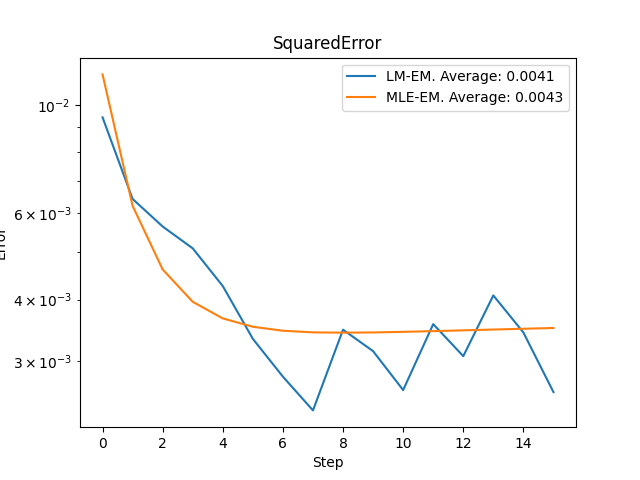 SquaredError
LM-EM. Average: 0.0041
MLE-EM. Average: 0.0043
10⁻²
6 × 10⁻³
4 × 10⁻³
3 × 10⁻³
Error
0 2 4 6 8 10 12 14
Step